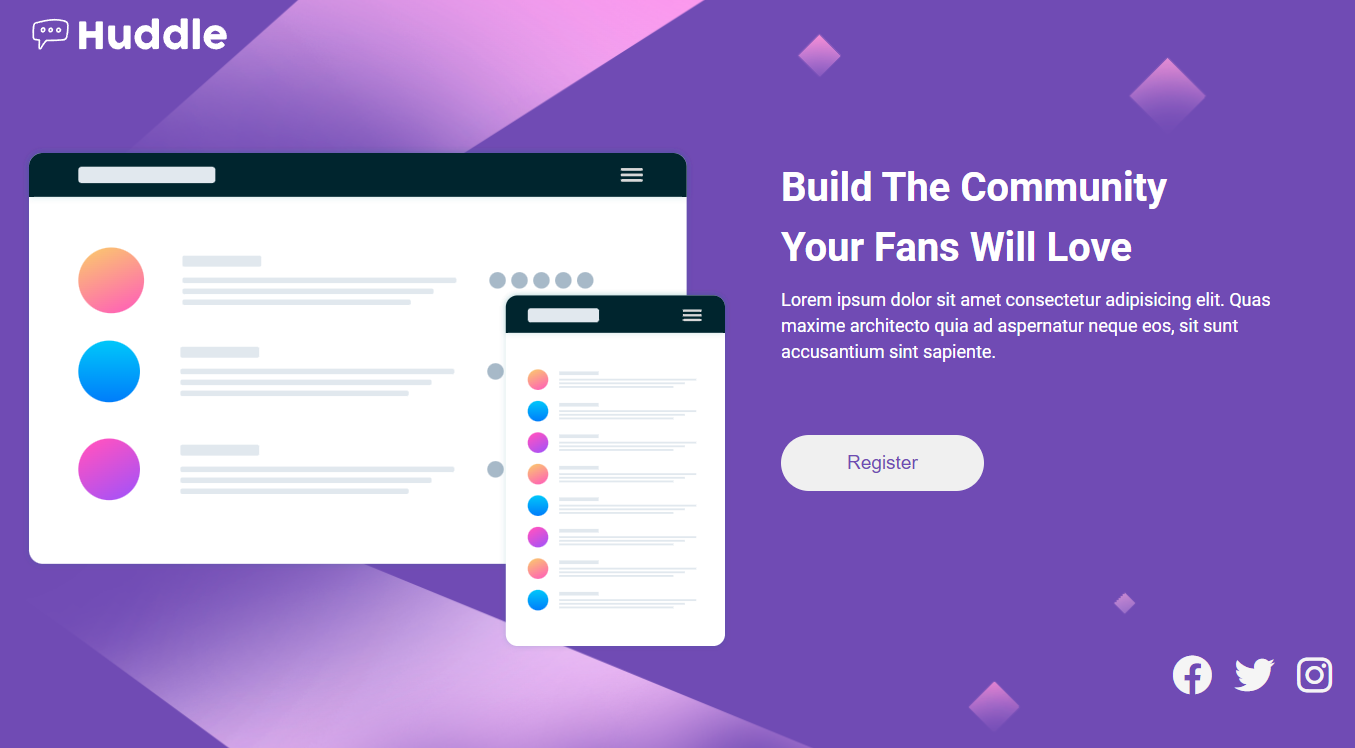 Huddle
Build The Community
Your Fans Will Love
Lorem ipsum dolor sit amet consectetur adipisicing elit. Quas
maxime architecto quia ad aspernatur neque eos, sit sunt
accusantium sint sapiente.
Register